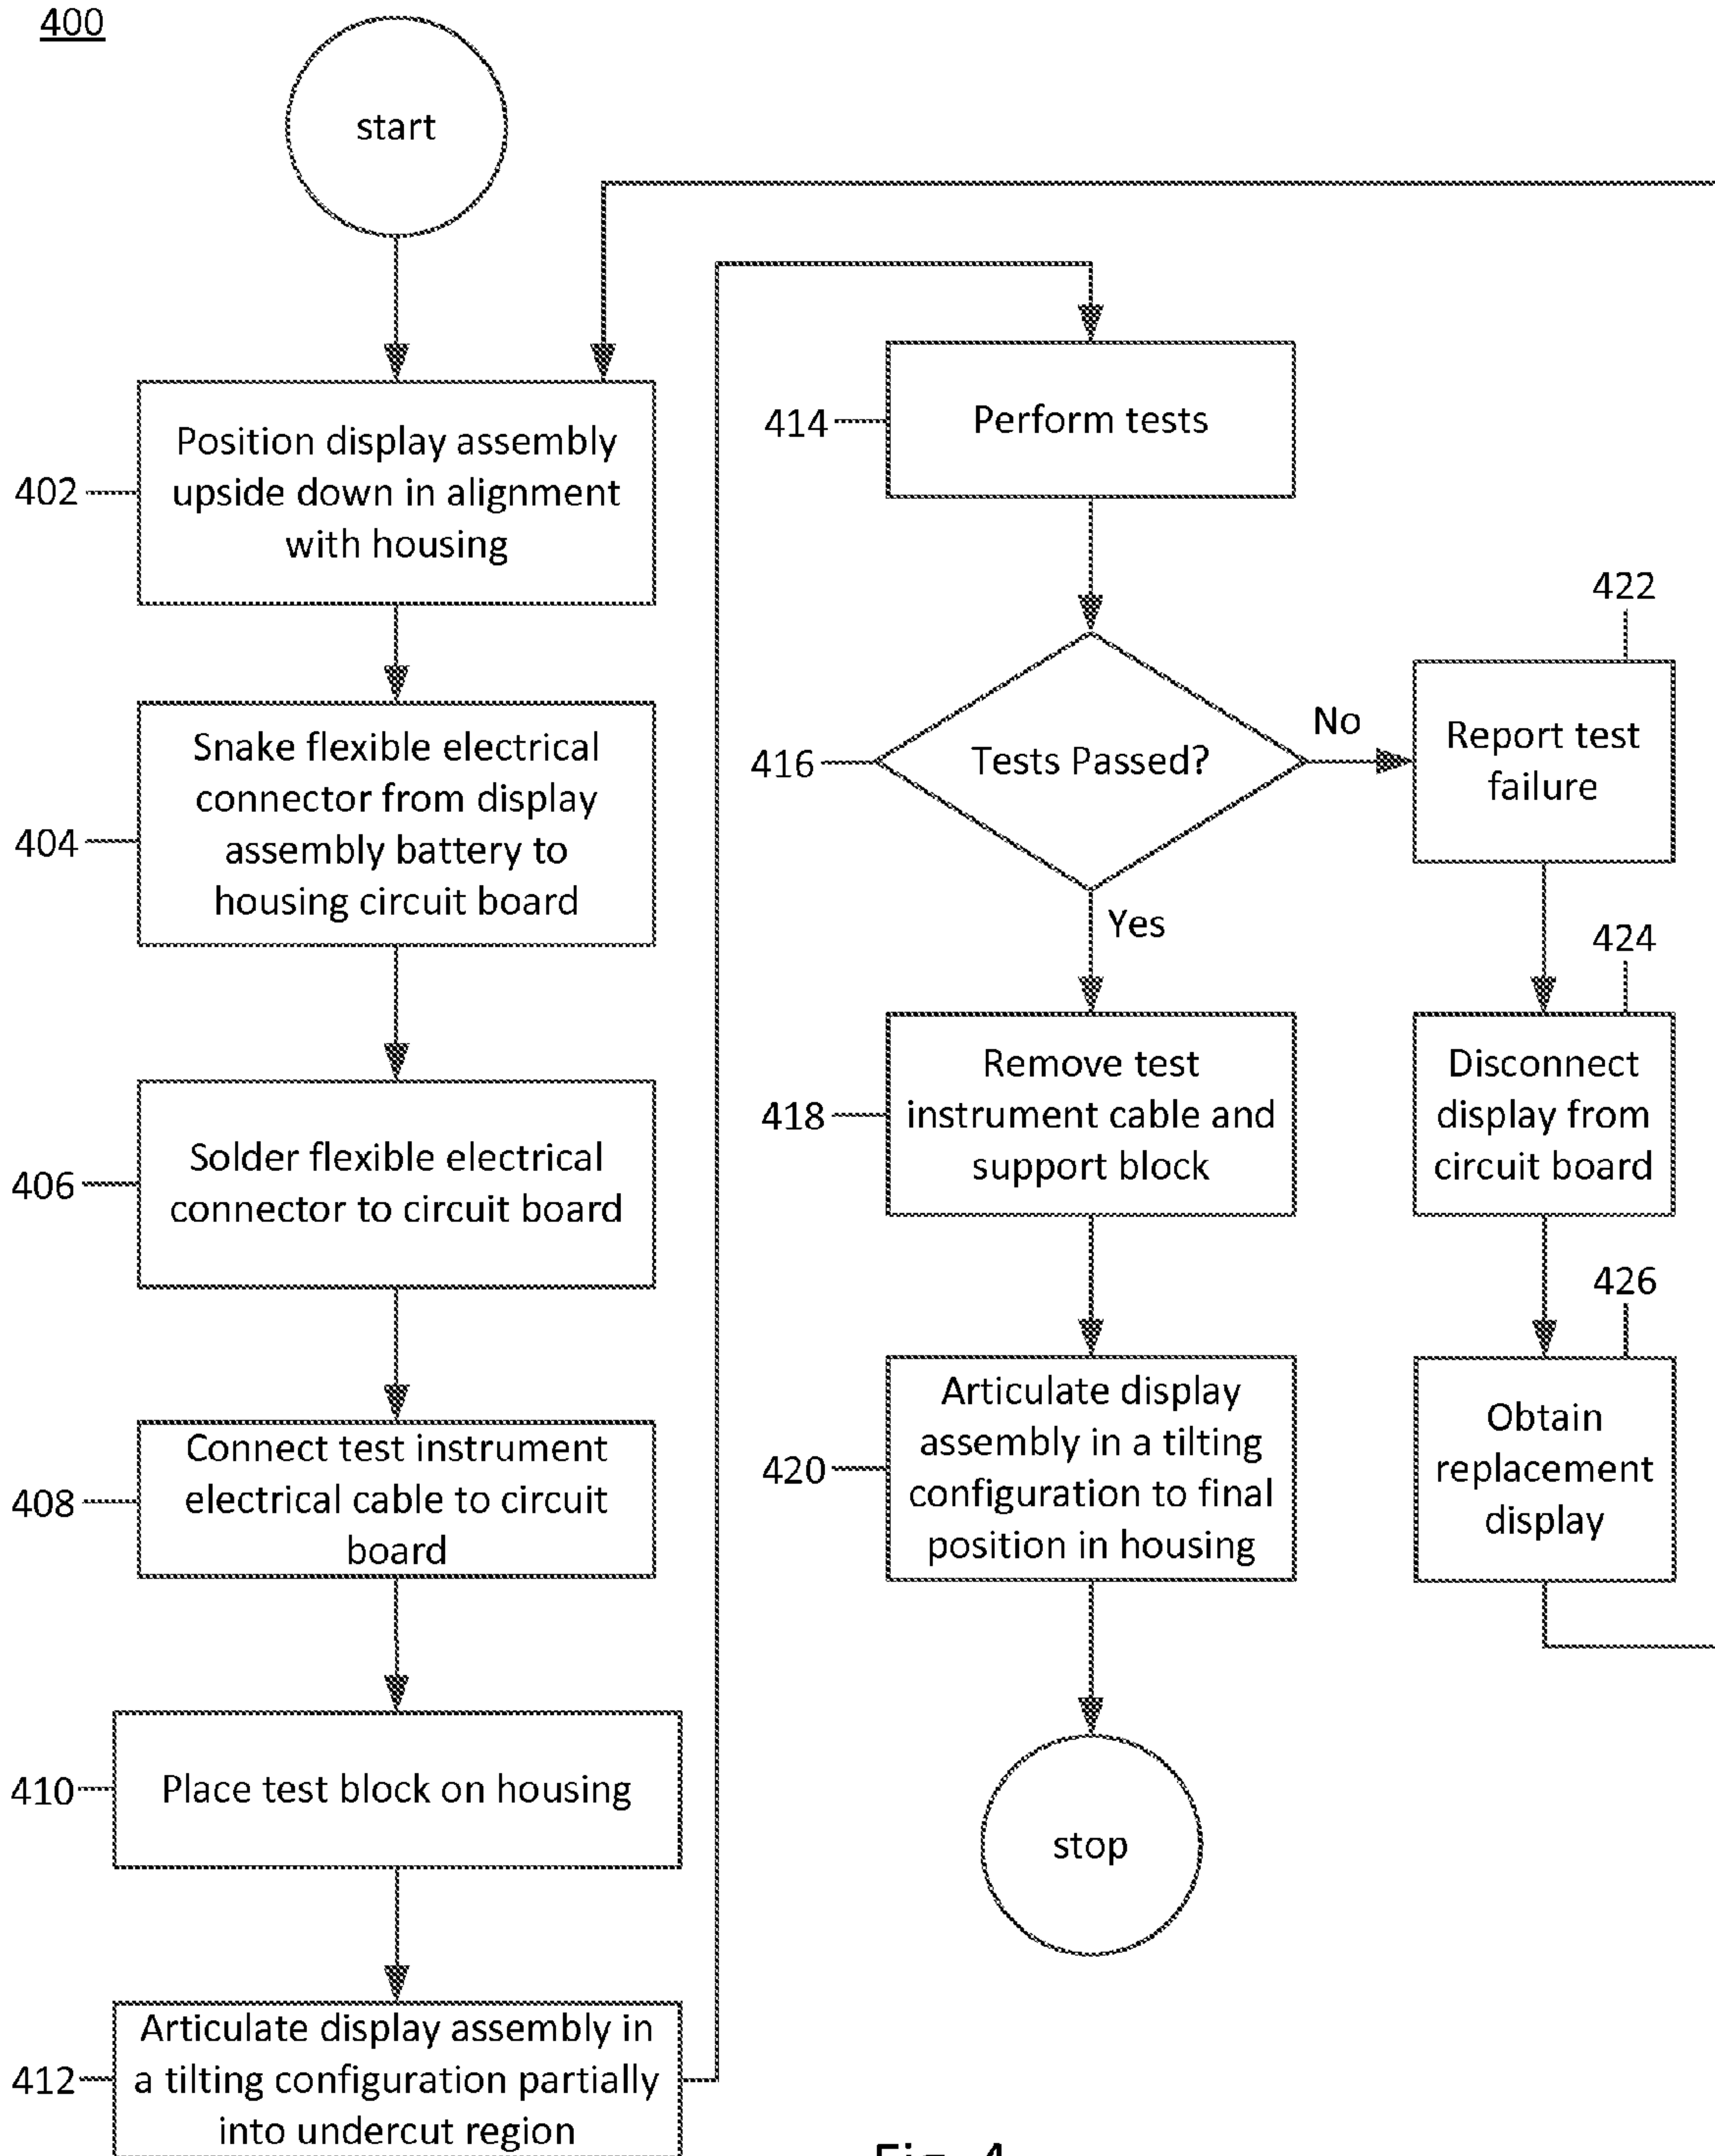 400
start
402
Position display assembly
upside down in alignment
with housing
404
Snake flexible electrical
connector from display
assembly battery to
housing circuit board
406
Solder flexible electrical
connector to circuit board
408
Connect test instrument
electrical cable to circuit
board
410
Place test block on housing
412
Articulate display assembly in
a tilting configuration partially
into undercut region
414
Perform tests
416
Tests Passed?
No
Yes
418
Remove test
instrument cable and
support block
420
Articulate display
assembly in a tilting
configuration to final
position in housing
stop
422
Report test
failure
424
Disconnect
display from
circuit board
426
Obtain
replacement
display
Fig. 4